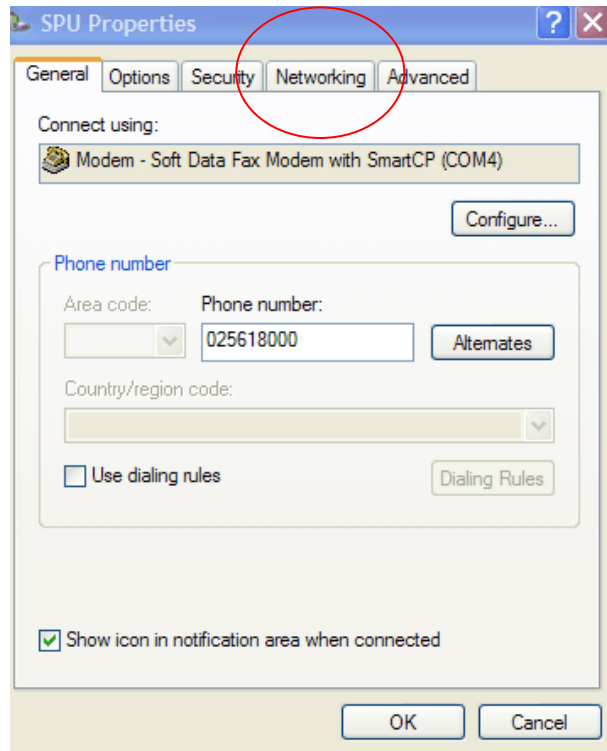 SPU Properties
General Options Security Networking Advanced
Connect using:
Modem - Soft Data Fax Modem with SmartCP (COM4)
Configure...
Phone number
Area code: Phone number:
025618000 Alternates
Country/region code:
Use dialing rules Dialing Rules
Show icon in notification area when connected
OK Cancel